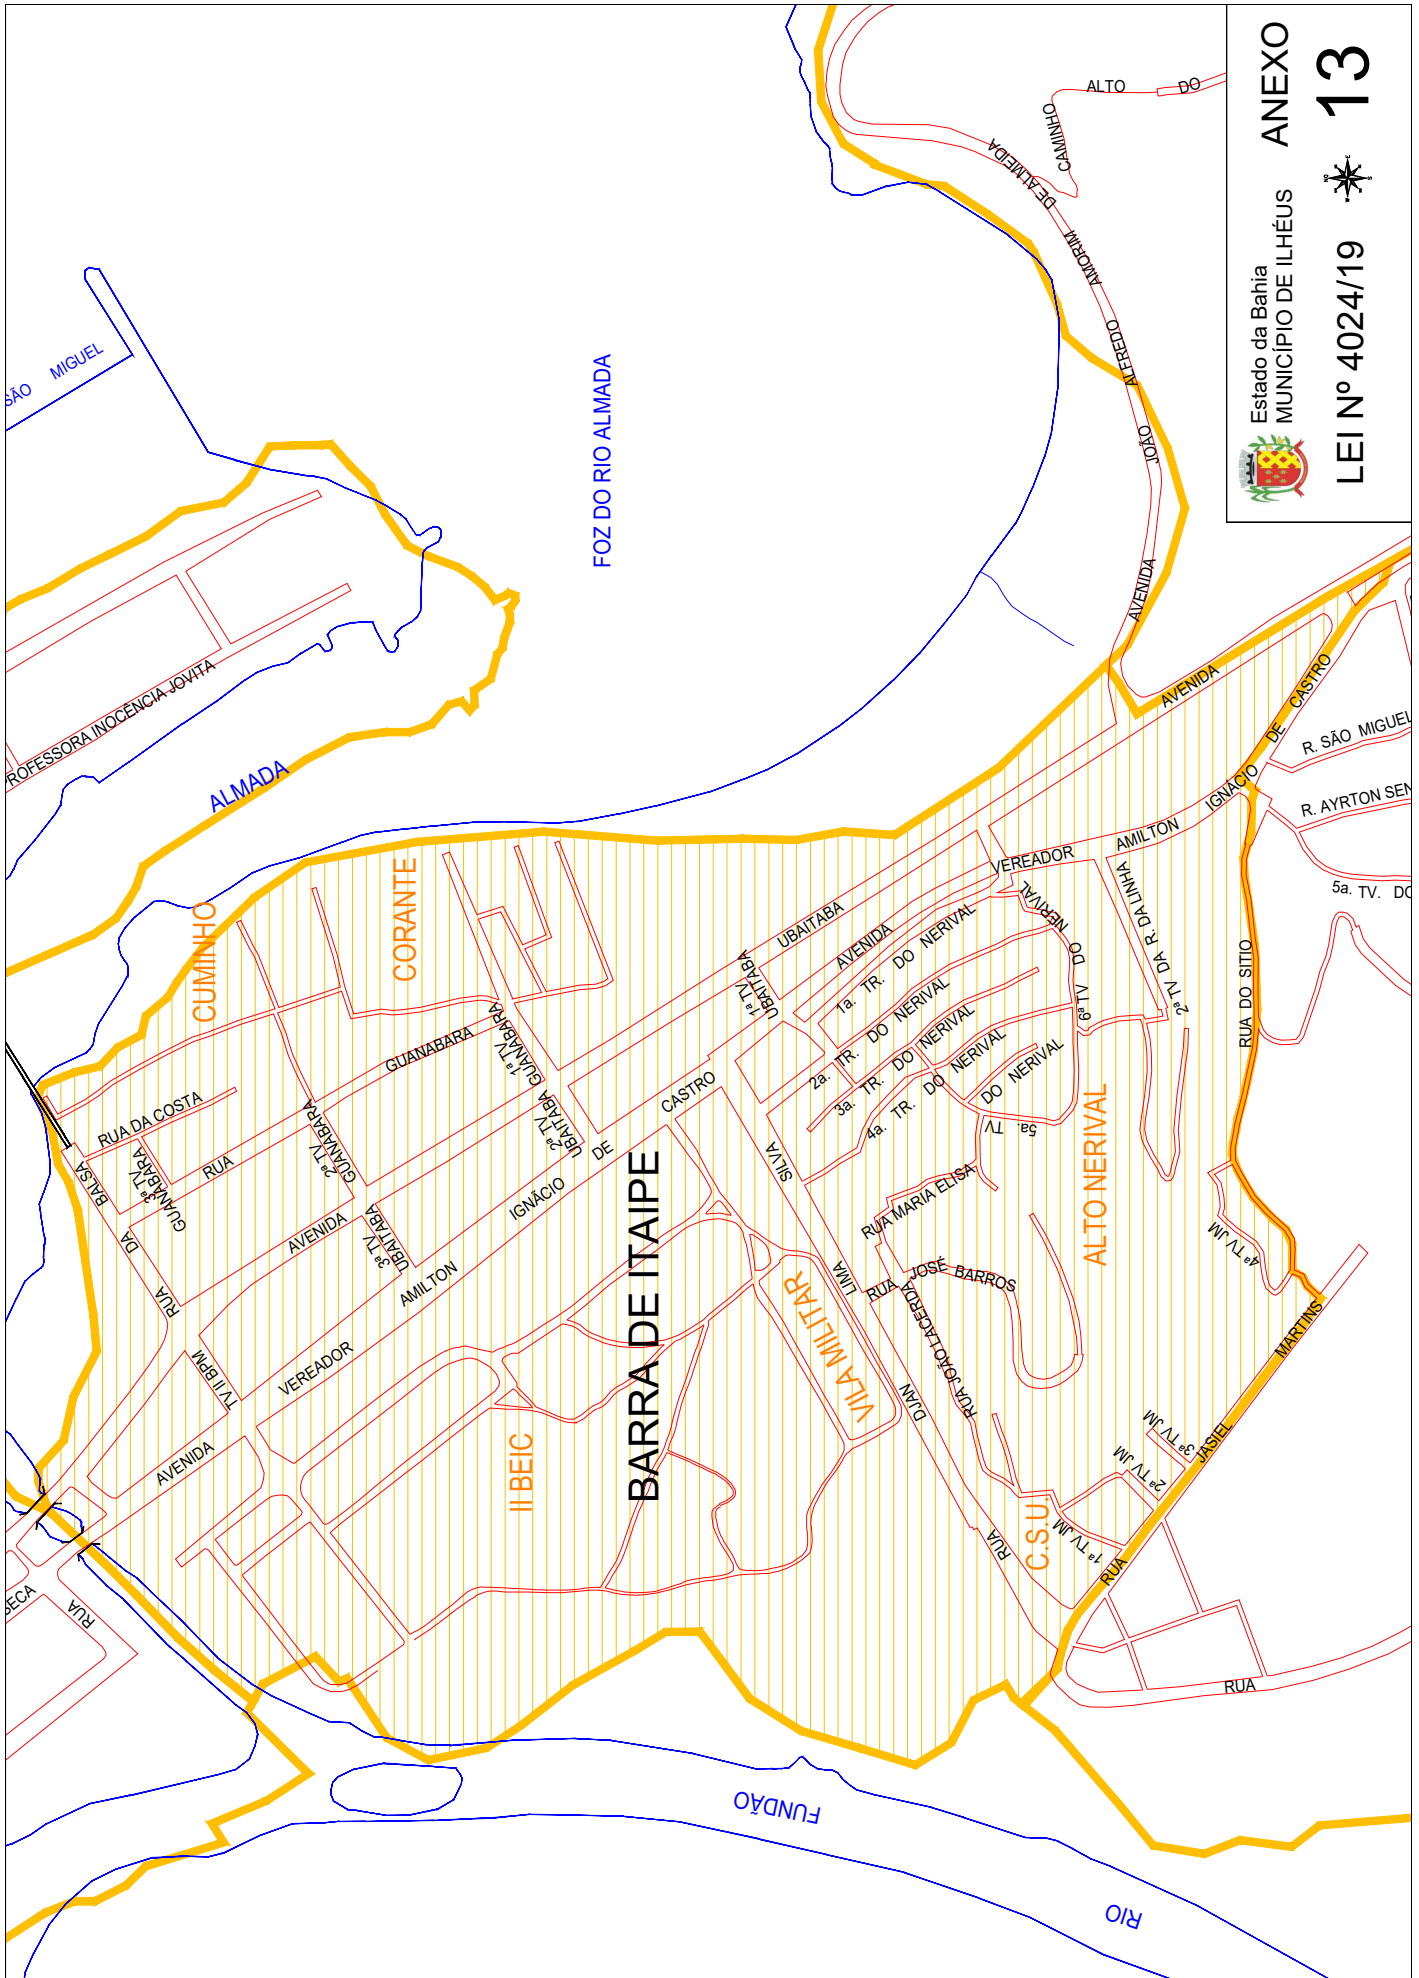 Estado da Bahia
MUNICÍPIO DE ILHÉUS
ANEXO
LEI Nº 4024/19
13
SÃO MIGUEL
FOZ DO RIO ALMADA
PROFESSORA INOCÊNCIA JOVITA
ALMADA
CAMINHO
ALTO
DO
AVENIDA
JOÃO
ALFREDO
AMORIM
DE ALMEIDA
CUMINHO
CORANTE
BARRA DE ITAIPE
II BEIC
VILA MILITAR
ALTO NERIVAL
C.S.U.
RUA DA COSTA
3ª TV
GUANABARA
RUA
GUANABARA
2ª TV
GUANABARA
1ª TV
GUANABARA
RUA
DA
BALSA
AVENIDA
UBAITABA
3ª TV
UBAITABA
2ª TV
UBAITABA
1ª TV
UBAITABA
TV II BPM
AVENIDA
VEREADOR
AMILTON
IGNÁCIO
DE
CASTRO
AVENIDA
VEREADOR
AMILTON
IGNÁCIO
DE
CASTRO
AVENIDA
1a. TR. DO NERIVAL
2a. TR. DO NERIVAL
3a. TR. DO NERIVAL
4a. TR. DO NERIVAL
5a. TV
DO NERIVAL
6ª TV DO NERIVAL
2ª TV DA R. DA LINHA
RUA DO SITIO
R. SÃO MIGUEL
R. AYRTON SEN
5a. TV. DO
RUA MARIA ELISA
RUA JOSÉ BARROS
RUA JOÃO LACERDA
RUA
DJAN
LIMA
SILVA
4ª TV JM
3ª TV JM
2ª TV JM
1ª TV JM
RUA
JASIEL
MARTINS
RUA
SECA
RUA
RIO
FUNDÃO